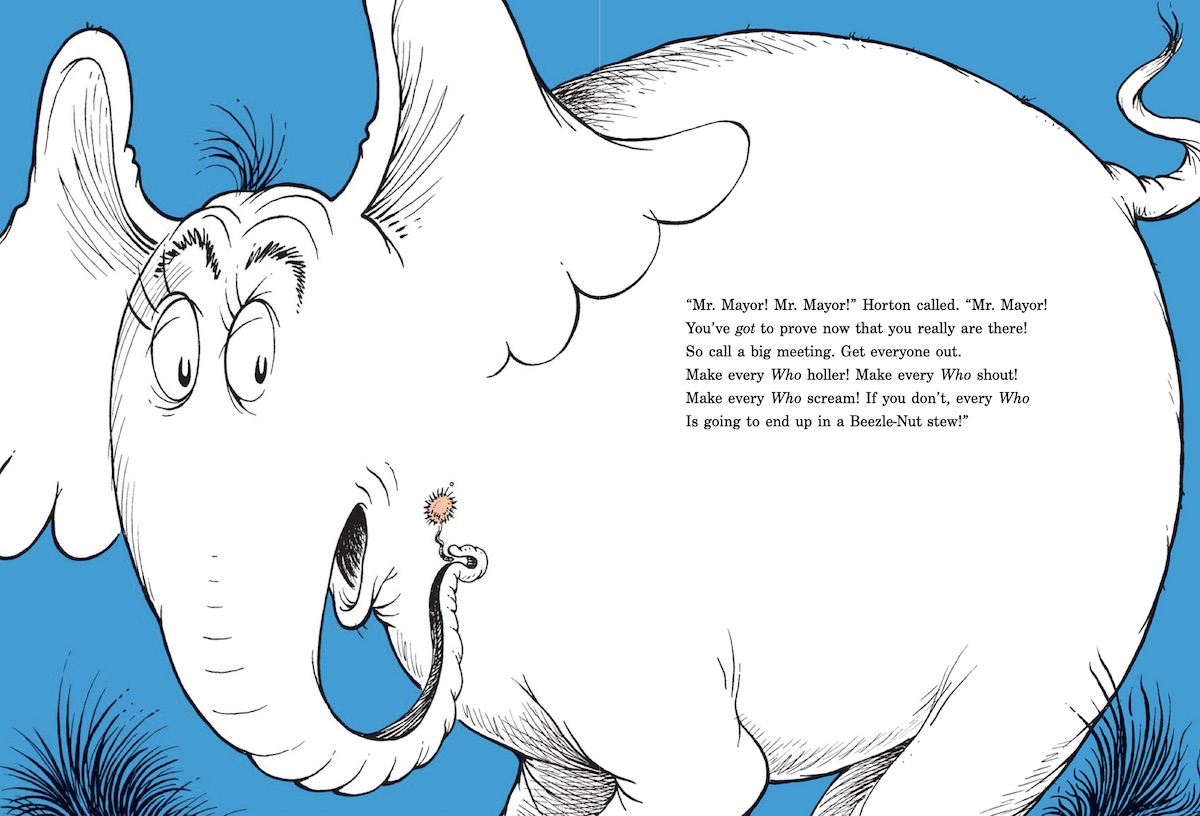 “Mr. Mayor! Mr. Mayor!” Horton called. “Mr. Mayor!
You’ve got to prove now that you really are there!
So call a big meeting. Get everyone out.
Make every Who holler! Make every Who shout!
Make every Who scream! If you don’t, every Who
Is going to end up in a Beezle-Nut stew!”